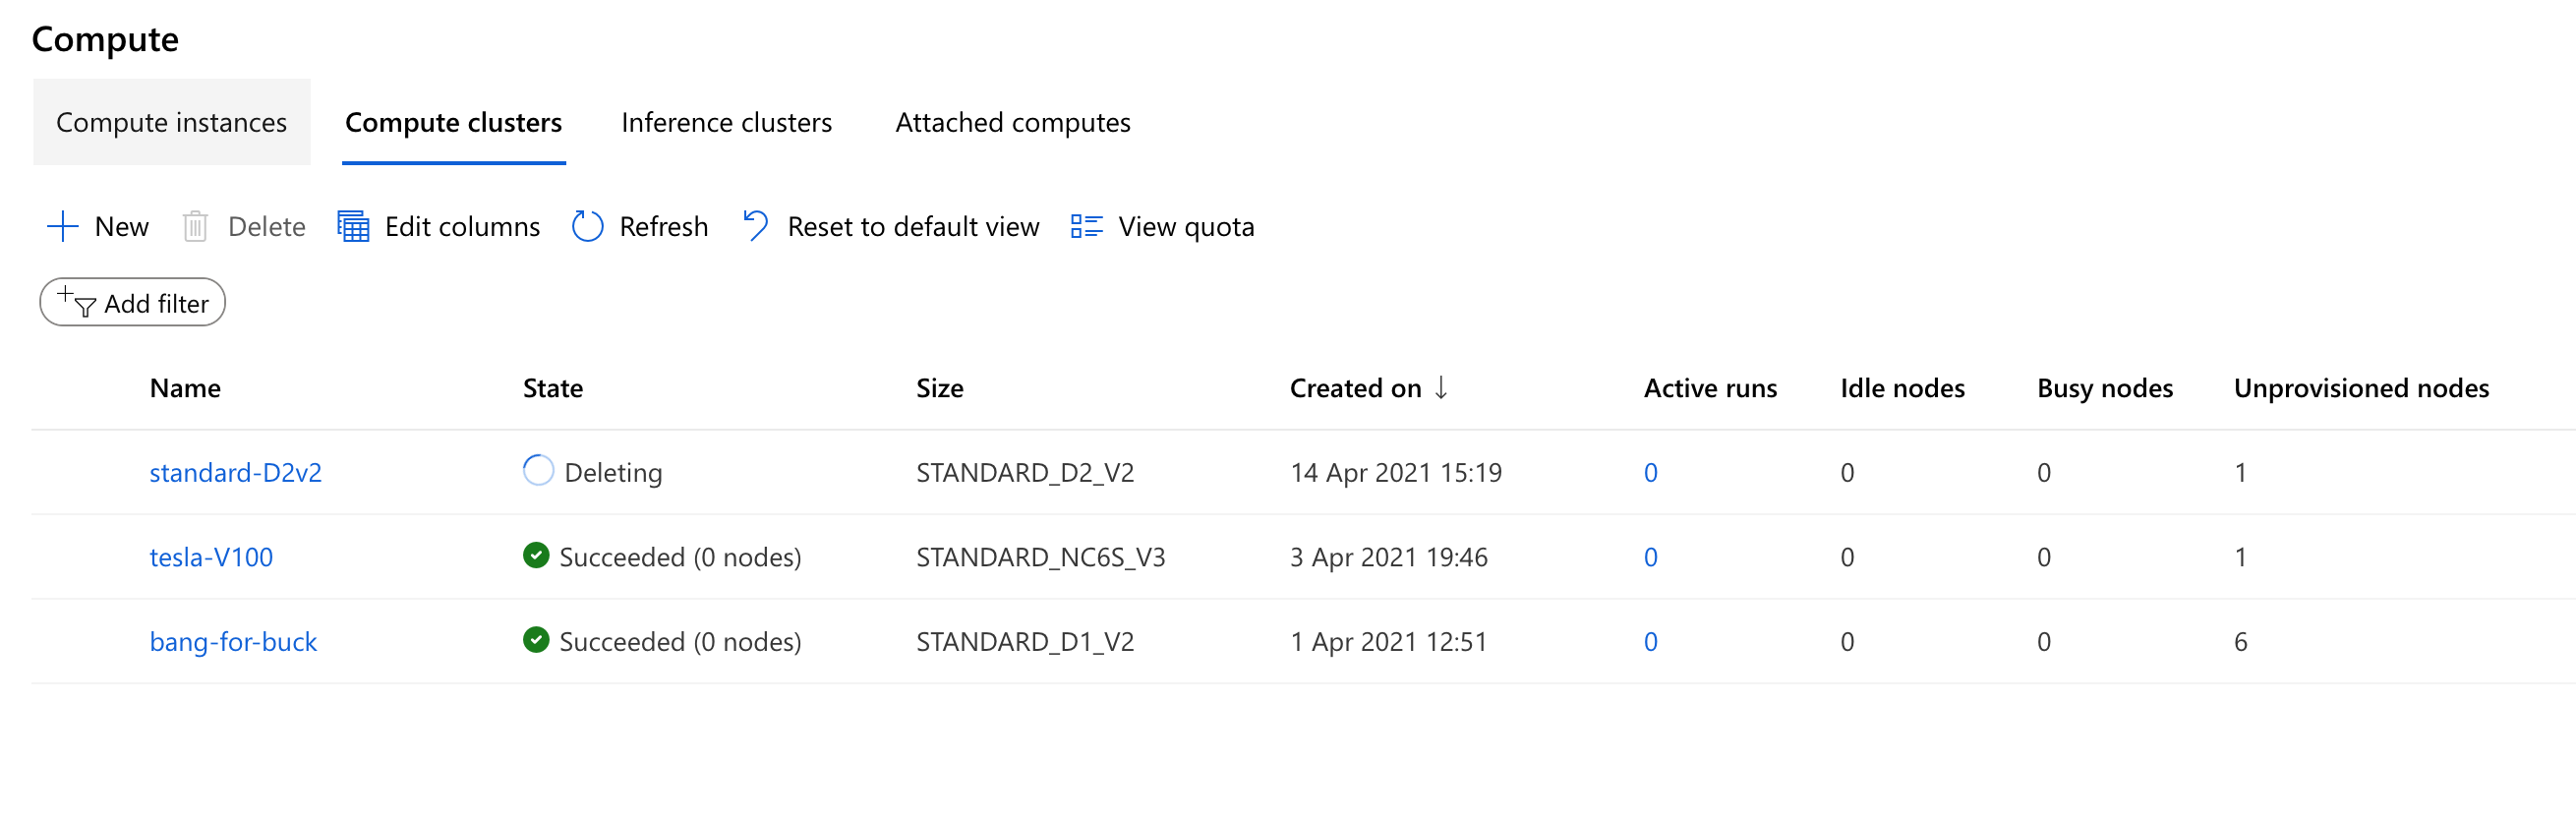 Compute
Compute instances Compute clusters Inference clusters Attached computes
New Delete Edit columns Refresh Reset to default view View quota
Add filter
Name State Size Created on ↓ Active runs Idle nodes Busy nodes Unprovisioned nodes
standard-D2v2 Deleting STANDARD_D2_V2 14 Apr 2021 15:19 0 0 0 1
tesla-V100 Succeeded (0 nodes) STANDARD_NC6S_V3 3 Apr 2021 19:46 0 0 0 1
bang-for-buck Succeeded (0 nodes) STANDARD_D1_V2 1 Apr 2021 12:51 0 0 0 6